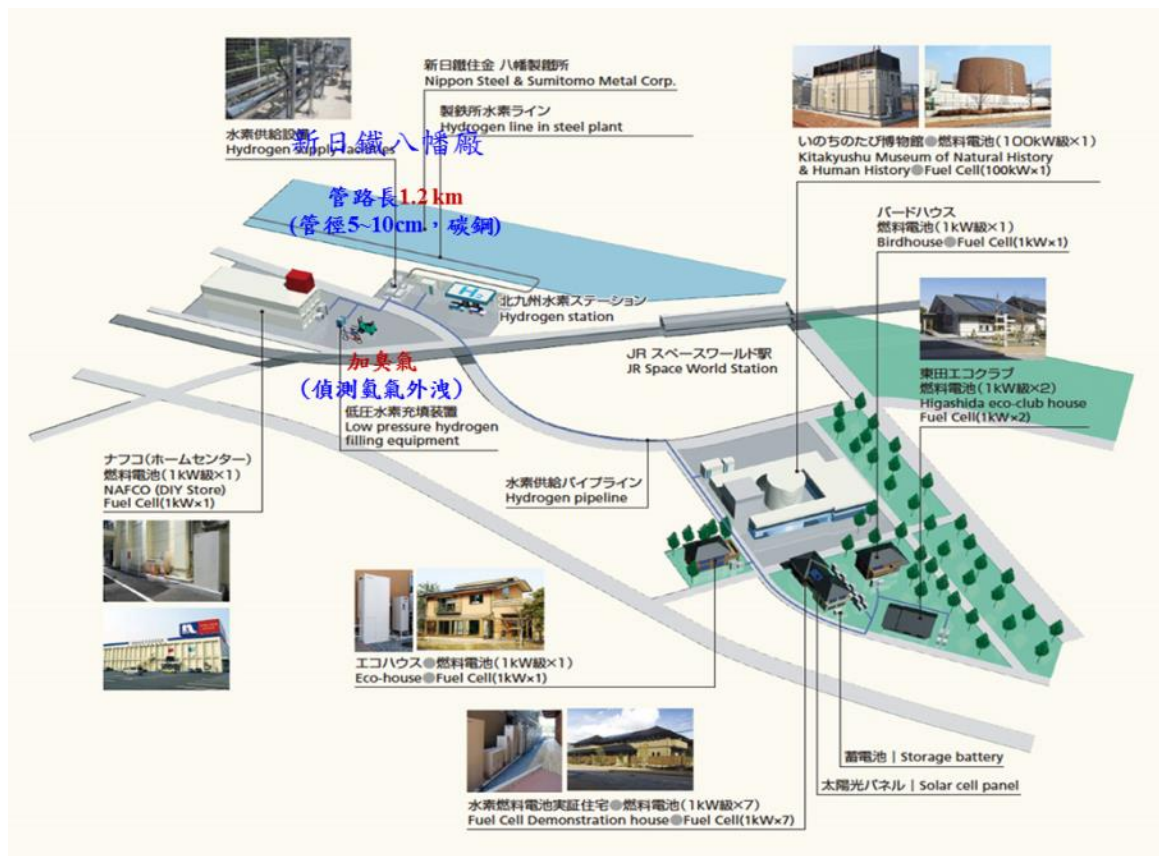 新日鐵住金 八幡製鐵所
Nippon Steel & Sumitomo Metal Corp.
製鉄所水素ライン
Hydrogen line in steel plant
水素供給設備
Hydrogen supply facilities
新日鐵八幡廠
管路長1.2 km
(管徑5~10cm，碳鋼)
いのちのたび博物館●燃料電池(100kW級×1)
Kitakyushu Museum of Natural History
& Human History●Fuel Cell(100kW×1)
バードハウス
燃料電池(1kW級×1)
Birdhouse●Fuel Cell(1kW×1)
H2
北九州水素ステーション
Hydrogen station
JR スペースワールド駅
JR Space World Station
加臭氣
(偵測氫氣外洩)
低圧水素充填装置
Low pressure hydrogen
filling equipment
東田エコクラブ
燃料電池(1kW級×2)
Higashida eco-club house
Fuel Cell(1kW×2)
ナフコ(ホームセンター)
燃料電池(1kW級×1)
NAFCO (DIY Store)
Fuel Cell(1kW×1)
水素供給パイプライン
Hydrogen pipeline
エコハウス●燃料電池(1kW級×1)
Eco-house●Fuel Cell(1kW×1)
蓄電池 | Storage battery
太陽光パネル | Solar cell panel
水素燃料電池実証住宅●燃料電池(1kW級×7)
Fuel Cell Demonstration house●Fuel Cell(1kW×7)